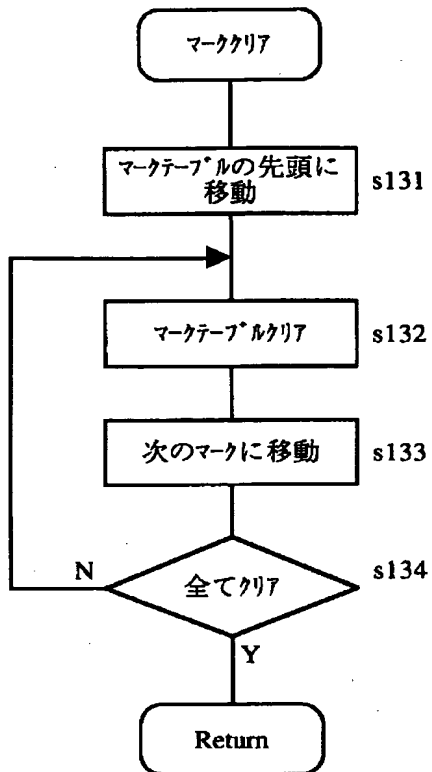 ﾏｰｸｸﾘｱ
ﾏｰｸﾃｰﾌﾞﾙの先頭に
移動
s131
ﾏｰｸﾃｰﾌﾞﾙｸﾘｱ
s132
次のﾏｰｸに移動
s133
全てｸﾘｱ
s134
N
Y
Return